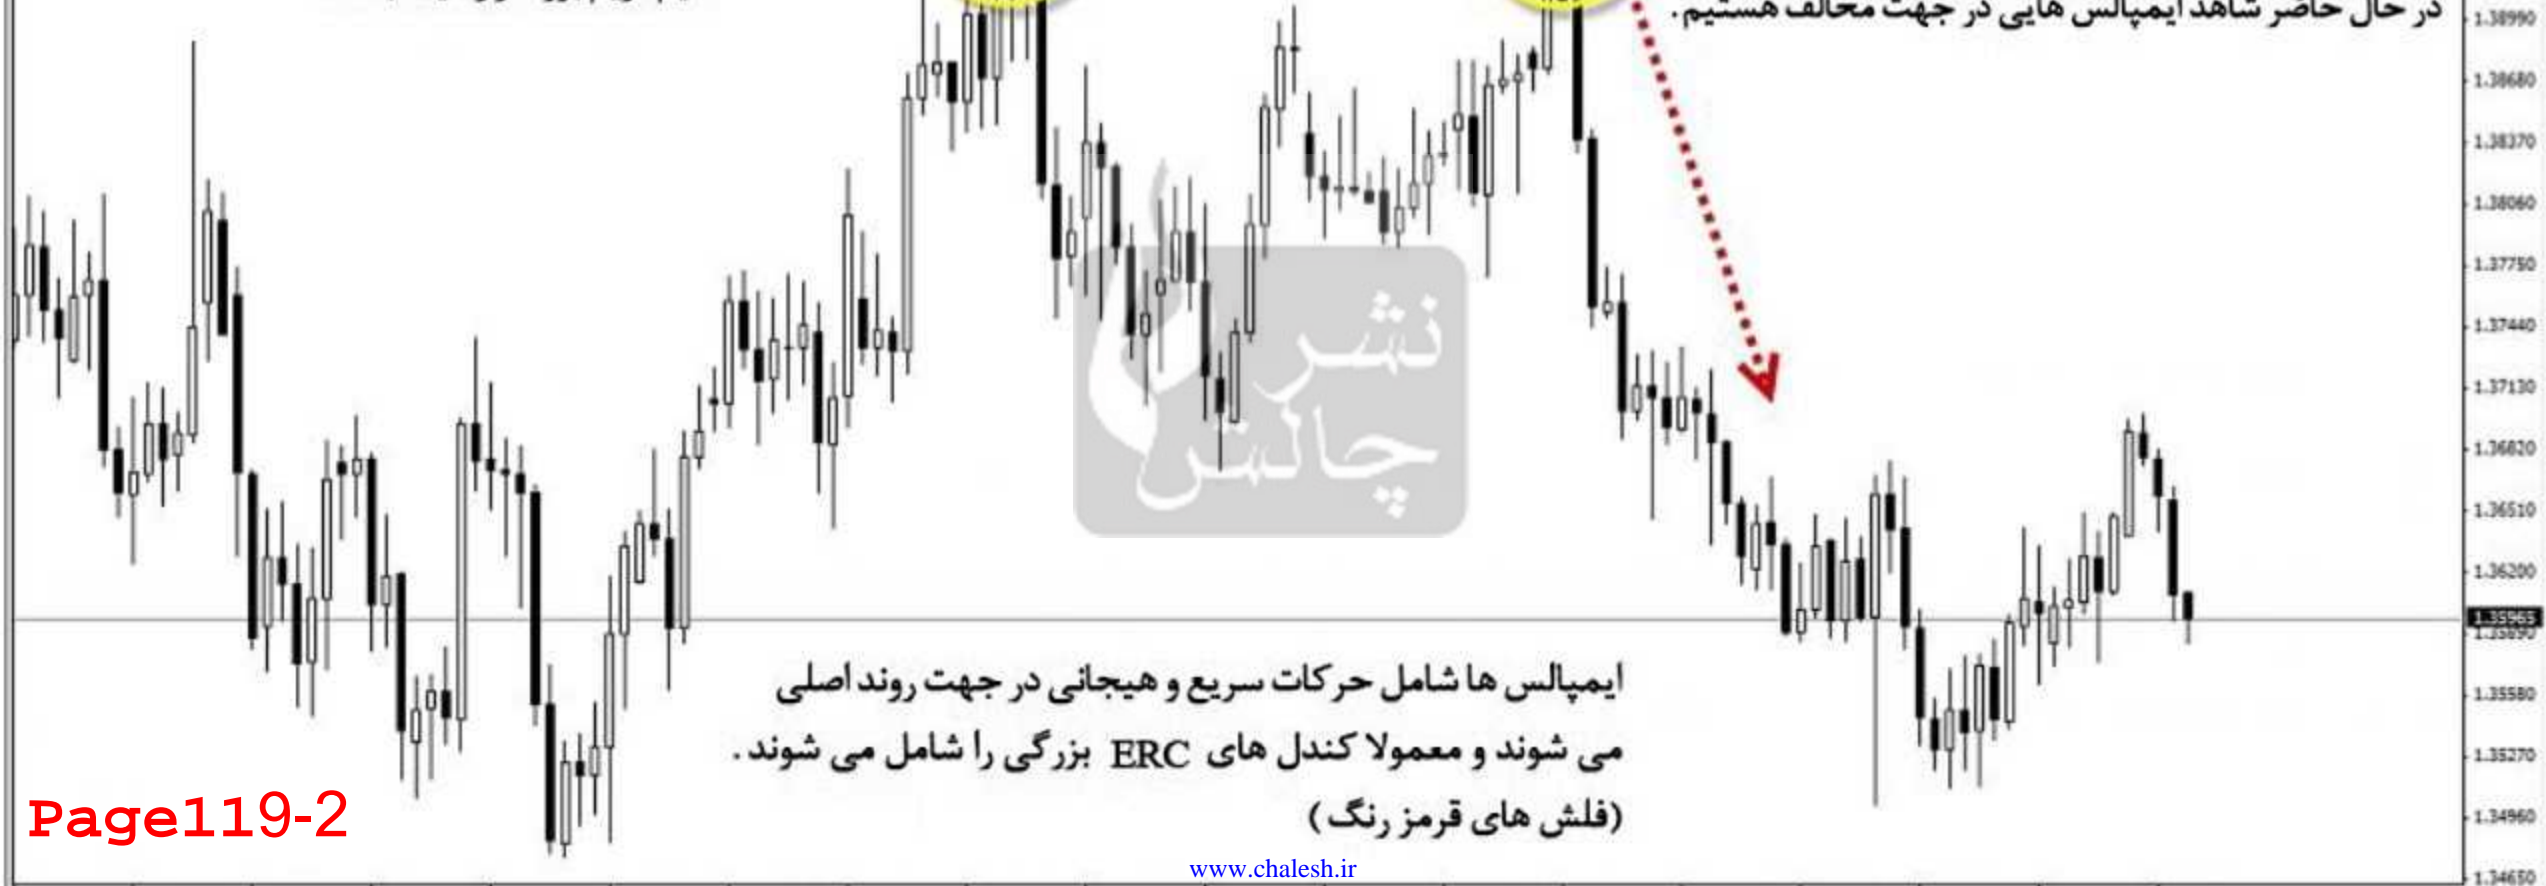 در حال حاضر شاهد ایمپالس هایی در جهت مخالف هستیم.
1.38990
1.38680
1.38370
1.38060
1.37750
1.37440
1.37130
1.36820
1.36510
1.36200
1.35965
1.35890
1.35580
1.35270
1.34960
1.34650
نشر
چالش
ایمپالس ها شامل حرکات سریع و هیجانی در جهت روند اصلی
می شوند و معمولا کندل های ERC بزرگی را شامل می شوند.
(فلش های قرمز رنگ)
Page119-2
www.chalesh.ir